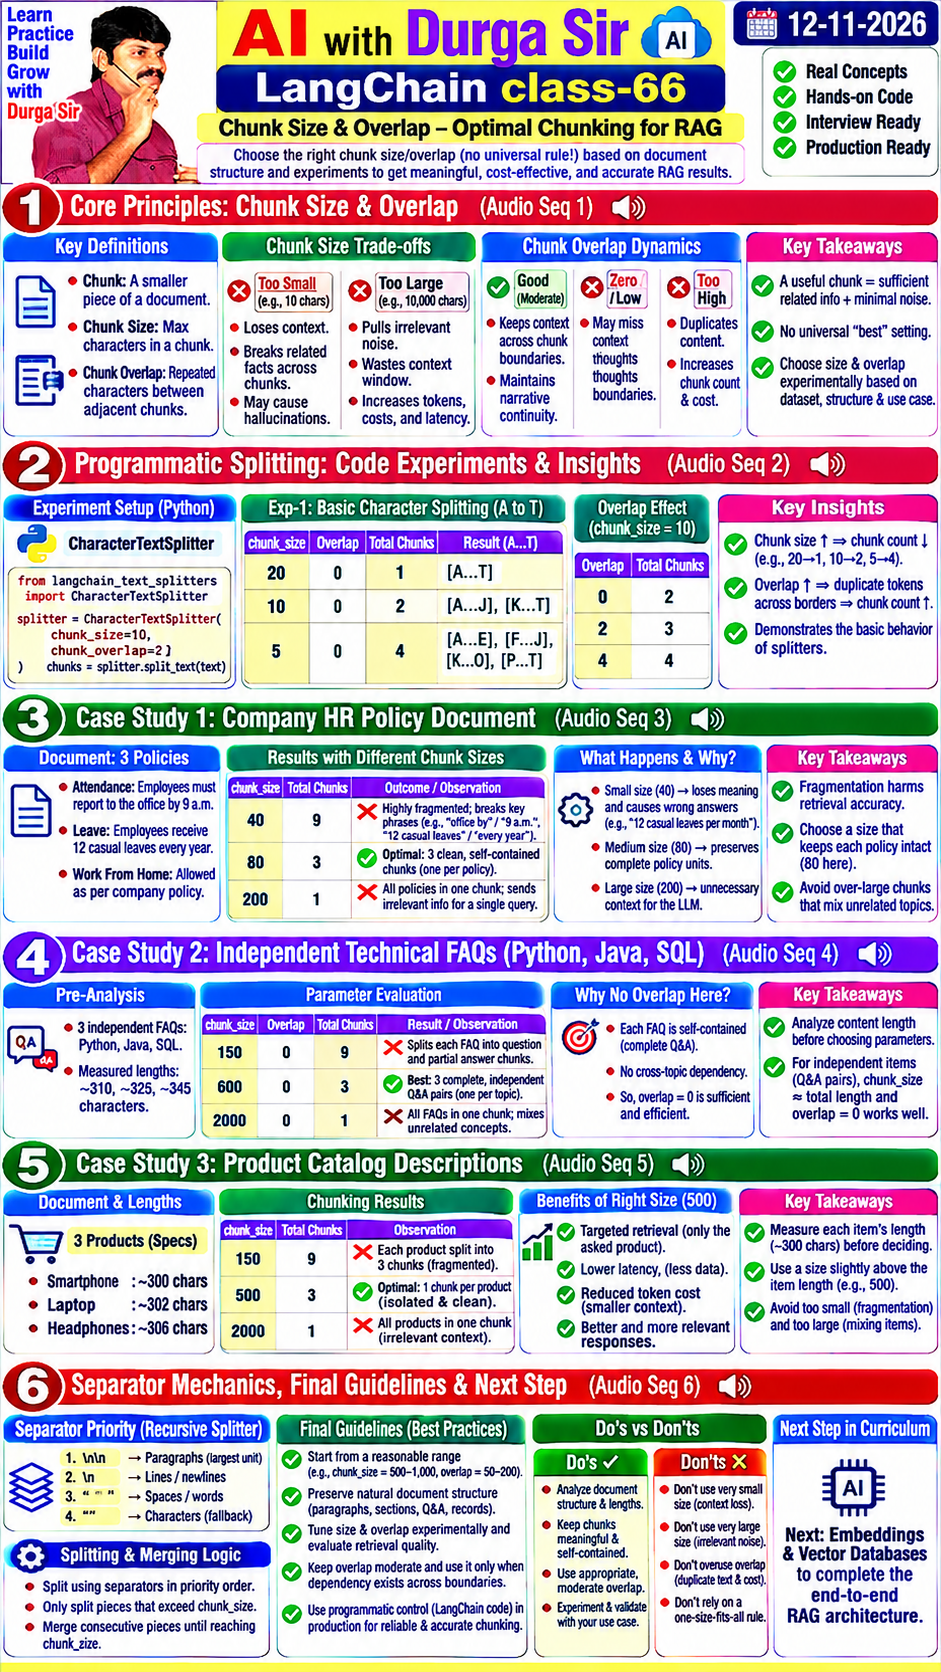 Learn
Practice
Build
Grow
with
Durga Sir
AI with Durga Sir
AI
LangChain class-66
Chunk Size & Overlap – Optimal Chunking for RAG
Choose the right chunk size/overlap (no universal rule!) based on document
structure and experiments to get meaningful, cost-effective, and accurate RAG results.
12-11-2026
Real Concepts
Hands-on Code
Interview Ready
Production Ready
1 Core Principles: Chunk Size & Overlap (Audio Seq 1)
Key Definitions
Chunk: A smaller
piece of a document.
Chunk Size: Max
characters in a chunk.
Chunk Overlap: Repeated
characters between
adjacent chunks.
Chunk Size Trade-offs
Too Small
(e.g., 10 chars)
Loses context.
Breaks related
facts across
chunks.
May cause
hallucinations.
Too Large
(e.g., 10,000 chars)
Pulls irrelevant
noise.
Wastes context
window.
Increases tokens,
costs, and latency.
Chunk Overlap Dynamics
Good
(Moderate)
Keeps context
across chunk
boundaries.
Maintains
narrative
continuity.
Zero /
/ Low
May miss
context
thoughts
thoughts
boundaries.
Too
High
Duplicates
content.
Increases
chunk count
& cost.
Key Takeaways
A useful chunk = sufficient
related info + minimal noise.
No universal “best” setting.
Choose size & overlap
experimentally based on
dataset, structure & use case.
2 Programmatic Splitting: Code Experiments & Insights (Audio Seq 2)
Experiment Setup (Python)
CharacterTextSplitter
from langchain_text_splitters
import CharacterTextSplitter
splitter = CharacterTextSplitter(
chunk_size=10,
chunk_overlap=2
) chunks = splitter.split_text(text)
Exp-1: Basic Character Splitting (A to T)
chunk_size Overlap Total Chunks Result (A...T)
20 0 1 [A...T]
10 0 2 [A...J], [K...T]
5 0 4 [A...E], [F...J],
[K...O], [P...T]
Overlap Effect
(chunk_size = 10)
Overlap Total Chunks
0 2
2 3
4 4
Key Insights
Chunk size ↑ ⇒ chunk count ↓
(e.g., 20→1, 10→2, 5→4).
Overlap ↑ ⇒ duplicate tokens
across borders ⇒ chunk count ↑.
Demonstrates the basic behavior
of splitters.
3 Case Study 1: Company HR Policy Document (Audio Seq 3)
Document: 3 Policies
Attendance: Employees must
report to the office by 9 a.m.
Leave: Employees receive
12 casual leaves every year.
Work From Home: Allowed
as per company policy.
Results with Different Chunk Sizes
chunk_size Total Chunks Outcome / Observation
40 9 Highly fragmented; breaks key
phrases (e.g., "office by" / "9 a.m.",
"12 casual leaves" / "every year").
80 3 Optimal: 3 clean, self-contained
chunks (one per policy).
200 1 All policies in one chunk; sends
irrelevant info for a single query.
What Happens & Why?
Small size (40) → loses meaning
and causes wrong answers
(e.g., "12 casual leaves per month").
Medium size (80) → preserves
complete policy units.
Large size (200) → unnecessary
context for the LLM.
Key Takeaways
Fragmentation harms
retrieval accuracy.
Choose a size that
keeps each policy intact
(80 here).
Avoid over-large chunks
that mix unrelated topics.
4 Case Study 2: Independent Technical FAQs (Python, Java, SQL) (Audio Seq 4)
Pre-Analysis
QA
QA
3 independent FAQs:
Python, Java, SQL.
Measured lengths:
~310, ~325, ~345
characters.
Parameter Evaluation
chunk_size Overlap Total Chunks Result / Observation
150 0 9 Splits each FAQ into question
and partial answer chunks.
600 0 3 Best: 3 complete, independent
Q&A pairs (one per topic).
2000 0 1 All FAQs in one chunk; mixes
unrelated concepts.
Why No Overlap Here?
Each FAQ is self-contained
(complete Q&A).
No cross-topic dependency.
So, overlap = 0 is sufficient
and efficient.
Key Takeaways
Analyze content length
before choosing parameters.
For independent items
(Q&A pairs), chunk_size
≈ total length and
overlap = 0 works well.
5 Case Study 3: Product Catalog Descriptions (Audio Seq 5)
Document & Lengths
3 Products (Specs)
Smartphone : ~300 chars
Laptop : ~302 chars
Headphones : ~306 chars
Chunking Results
chunk_size Total Chunks Observation
150 9 Each product split into
3 chunks (fragmented).
500 3 Optimal: 1 chunk per product
(isolated & clean).
2000 1 All products in one chunk
(irrelevant context).
Benefits of Right Size (500)
Targeted retrieval (only the
asked product).
Lower latency, (less data).
Reduced token cost
(smaller context).
Better and more relevant
responses.
Key Takeaways
Measure each item's length
(~300 chars) before deciding.
Use a size slightly above the
item length (e.g., 500).
Avoid too small (fragmentation)
and too large (mixing items).
6 Separator Mechanics, Final Guidelines & Next Step (Audio Seg 6)
Separator Priority (Recursive Splitter)
1. \n\n → Paragraphs (largest unit)
2. \n → Lines / newlines
3. “ ” → Spaces / words
4. “” → Characters (fallback)
Splitting & Merging Logic
Split using separators in priority order.
Only split pieces that exceed chunk_size.
Merge consecutive pieces until reaching
chunk_zize.
Final Guidelines (Best Practices)
Start from a reasonable range
(e.g., chunk_size = 500–1,000, overlap = 50–200).
Preserve natural document structure
(paragraphs, sections, Q&A, records).
Tune size & overlap experimentally and
evaluate retrieval quality.
Keep overlap moderate and use it only when
dependency exists across boundaries.
Use programmatic control (LangChain code) in
production for reliable & accurate chunking.
Do's vs Don'ts
Do's ✓
Analyze document
structure & lengths.
Keep chunks
meaningful &
self-contained.
Use appropriate,
moderate overlap.
Experiment & validate
with your use case.
Don'ts ✕
Don't use very small
size (context loss).
Don't use very large
size (irrelevant noise).
Don't overuse overlap
(duplicate text & cost).
Don't rely on a
one-size-fits-all rule.
Next Step in Curriculum
AI
Next: Embeddings
& Vector Databases
to complete the
end-to-end
RAG architecture.